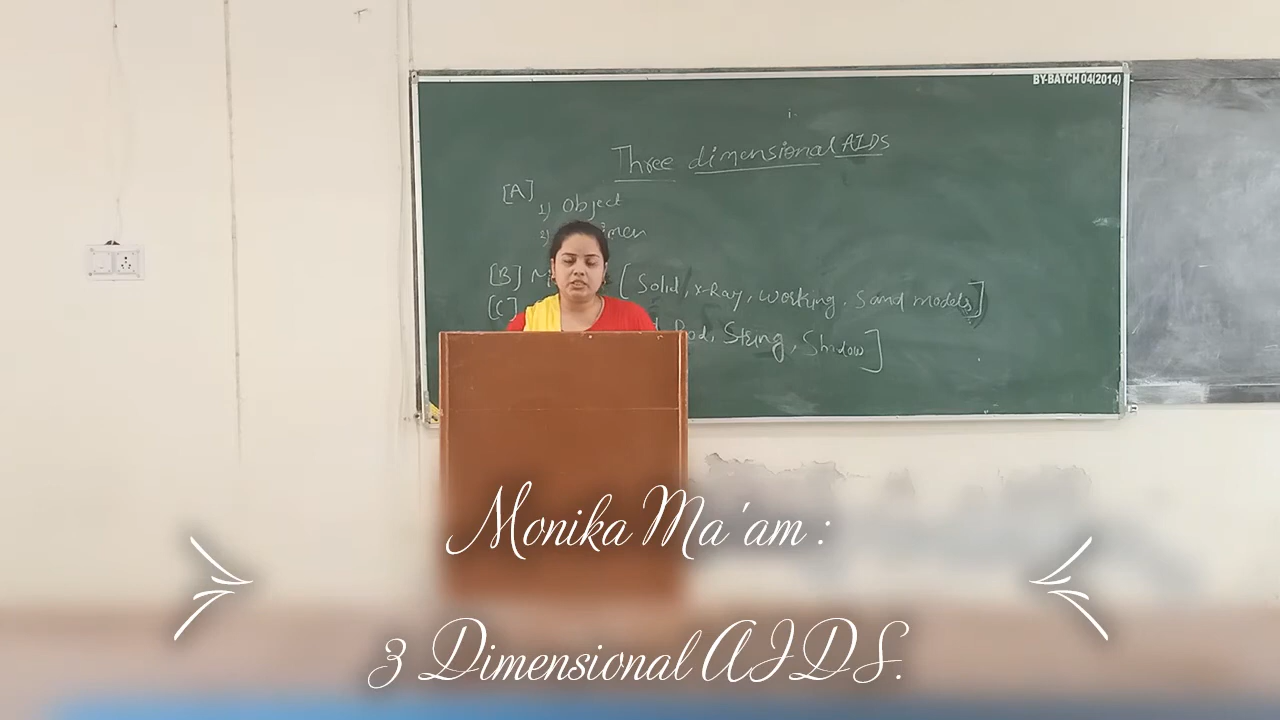 BY-BATCH 04(2014)
Three dimensional AIDS
[A]
1) Object
2)
[B] [Solid, X-Ray, Working, Sand models]
[C] Rod, String, Shadow]
Monika Ma'am :
3 Dimensional AIDS.